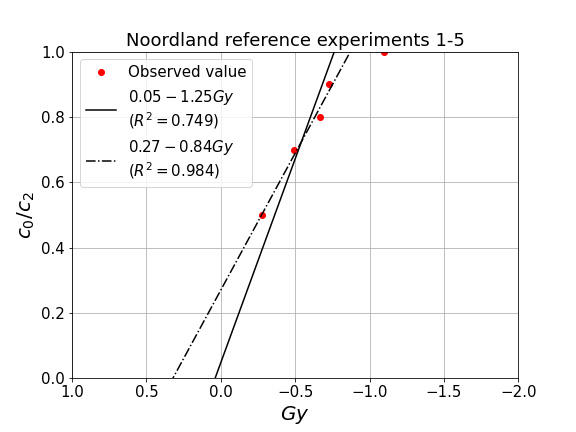 Noordland reference experiments 1-5
Observed value
0.05 − 1.25Gy
(R² = 0.749)
0.27 − 0.84Gy
(R² = 0.984)
c₀/c₂
1.0
0.8
0.6
0.4
0.2
0.0
1.0 0.5 0.0 −0.5 −1.0 −1.5 −2.0
Gy